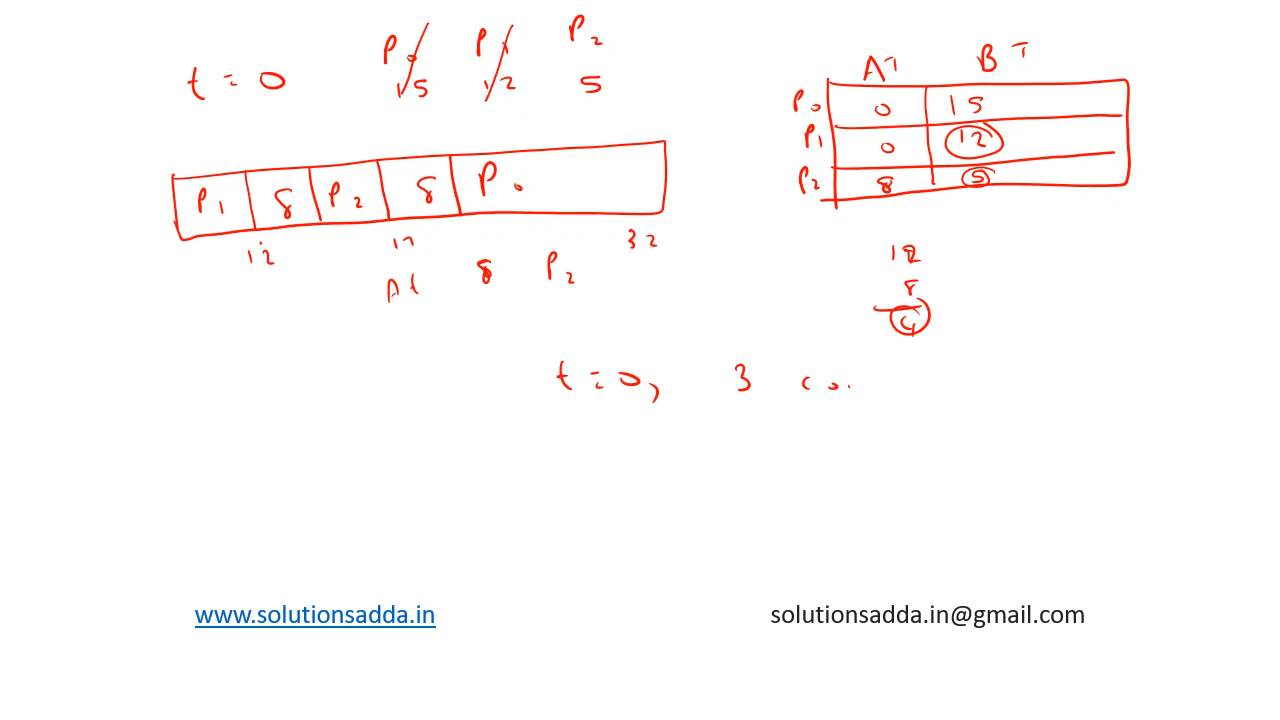 P0 P1 P2
t = 0 15 12 5
AT BT
P0 0 15
P1 0 12
P2 8 5
P1 8 P2 8 P0
12 17 32
At 8 P2
12
8
4
t = 0, 3 co.
www.solutionsadda.in solutionsadda.in@gmail.com